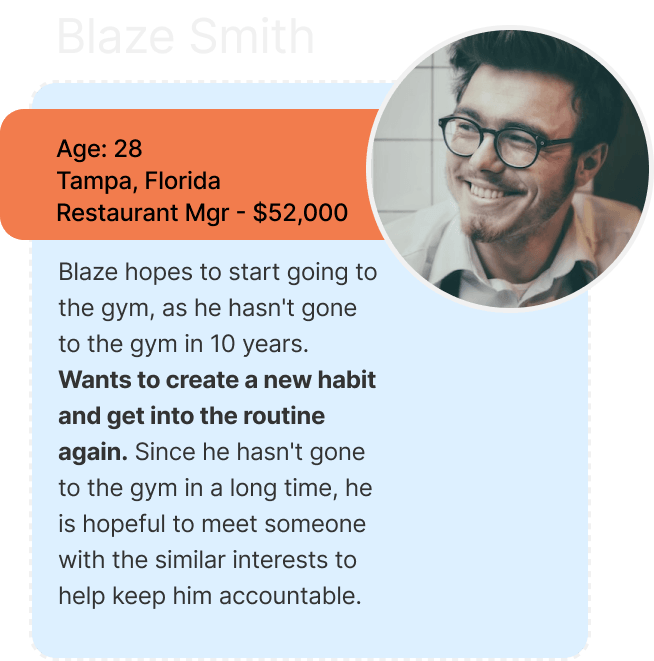 Blaze Smith
Age: 28
Tampa, Florida
Restaurant Mgr - $52,000
Blaze hopes to start going to
the gym, as he hasn't gone
to the gym in 10 years.
Wants to create a new habit
and get into the routine
again. Since he hasn't gone
to the gym in a long time, he
is hopeful to meet someone
with the similar interests to
help keep him accountable.